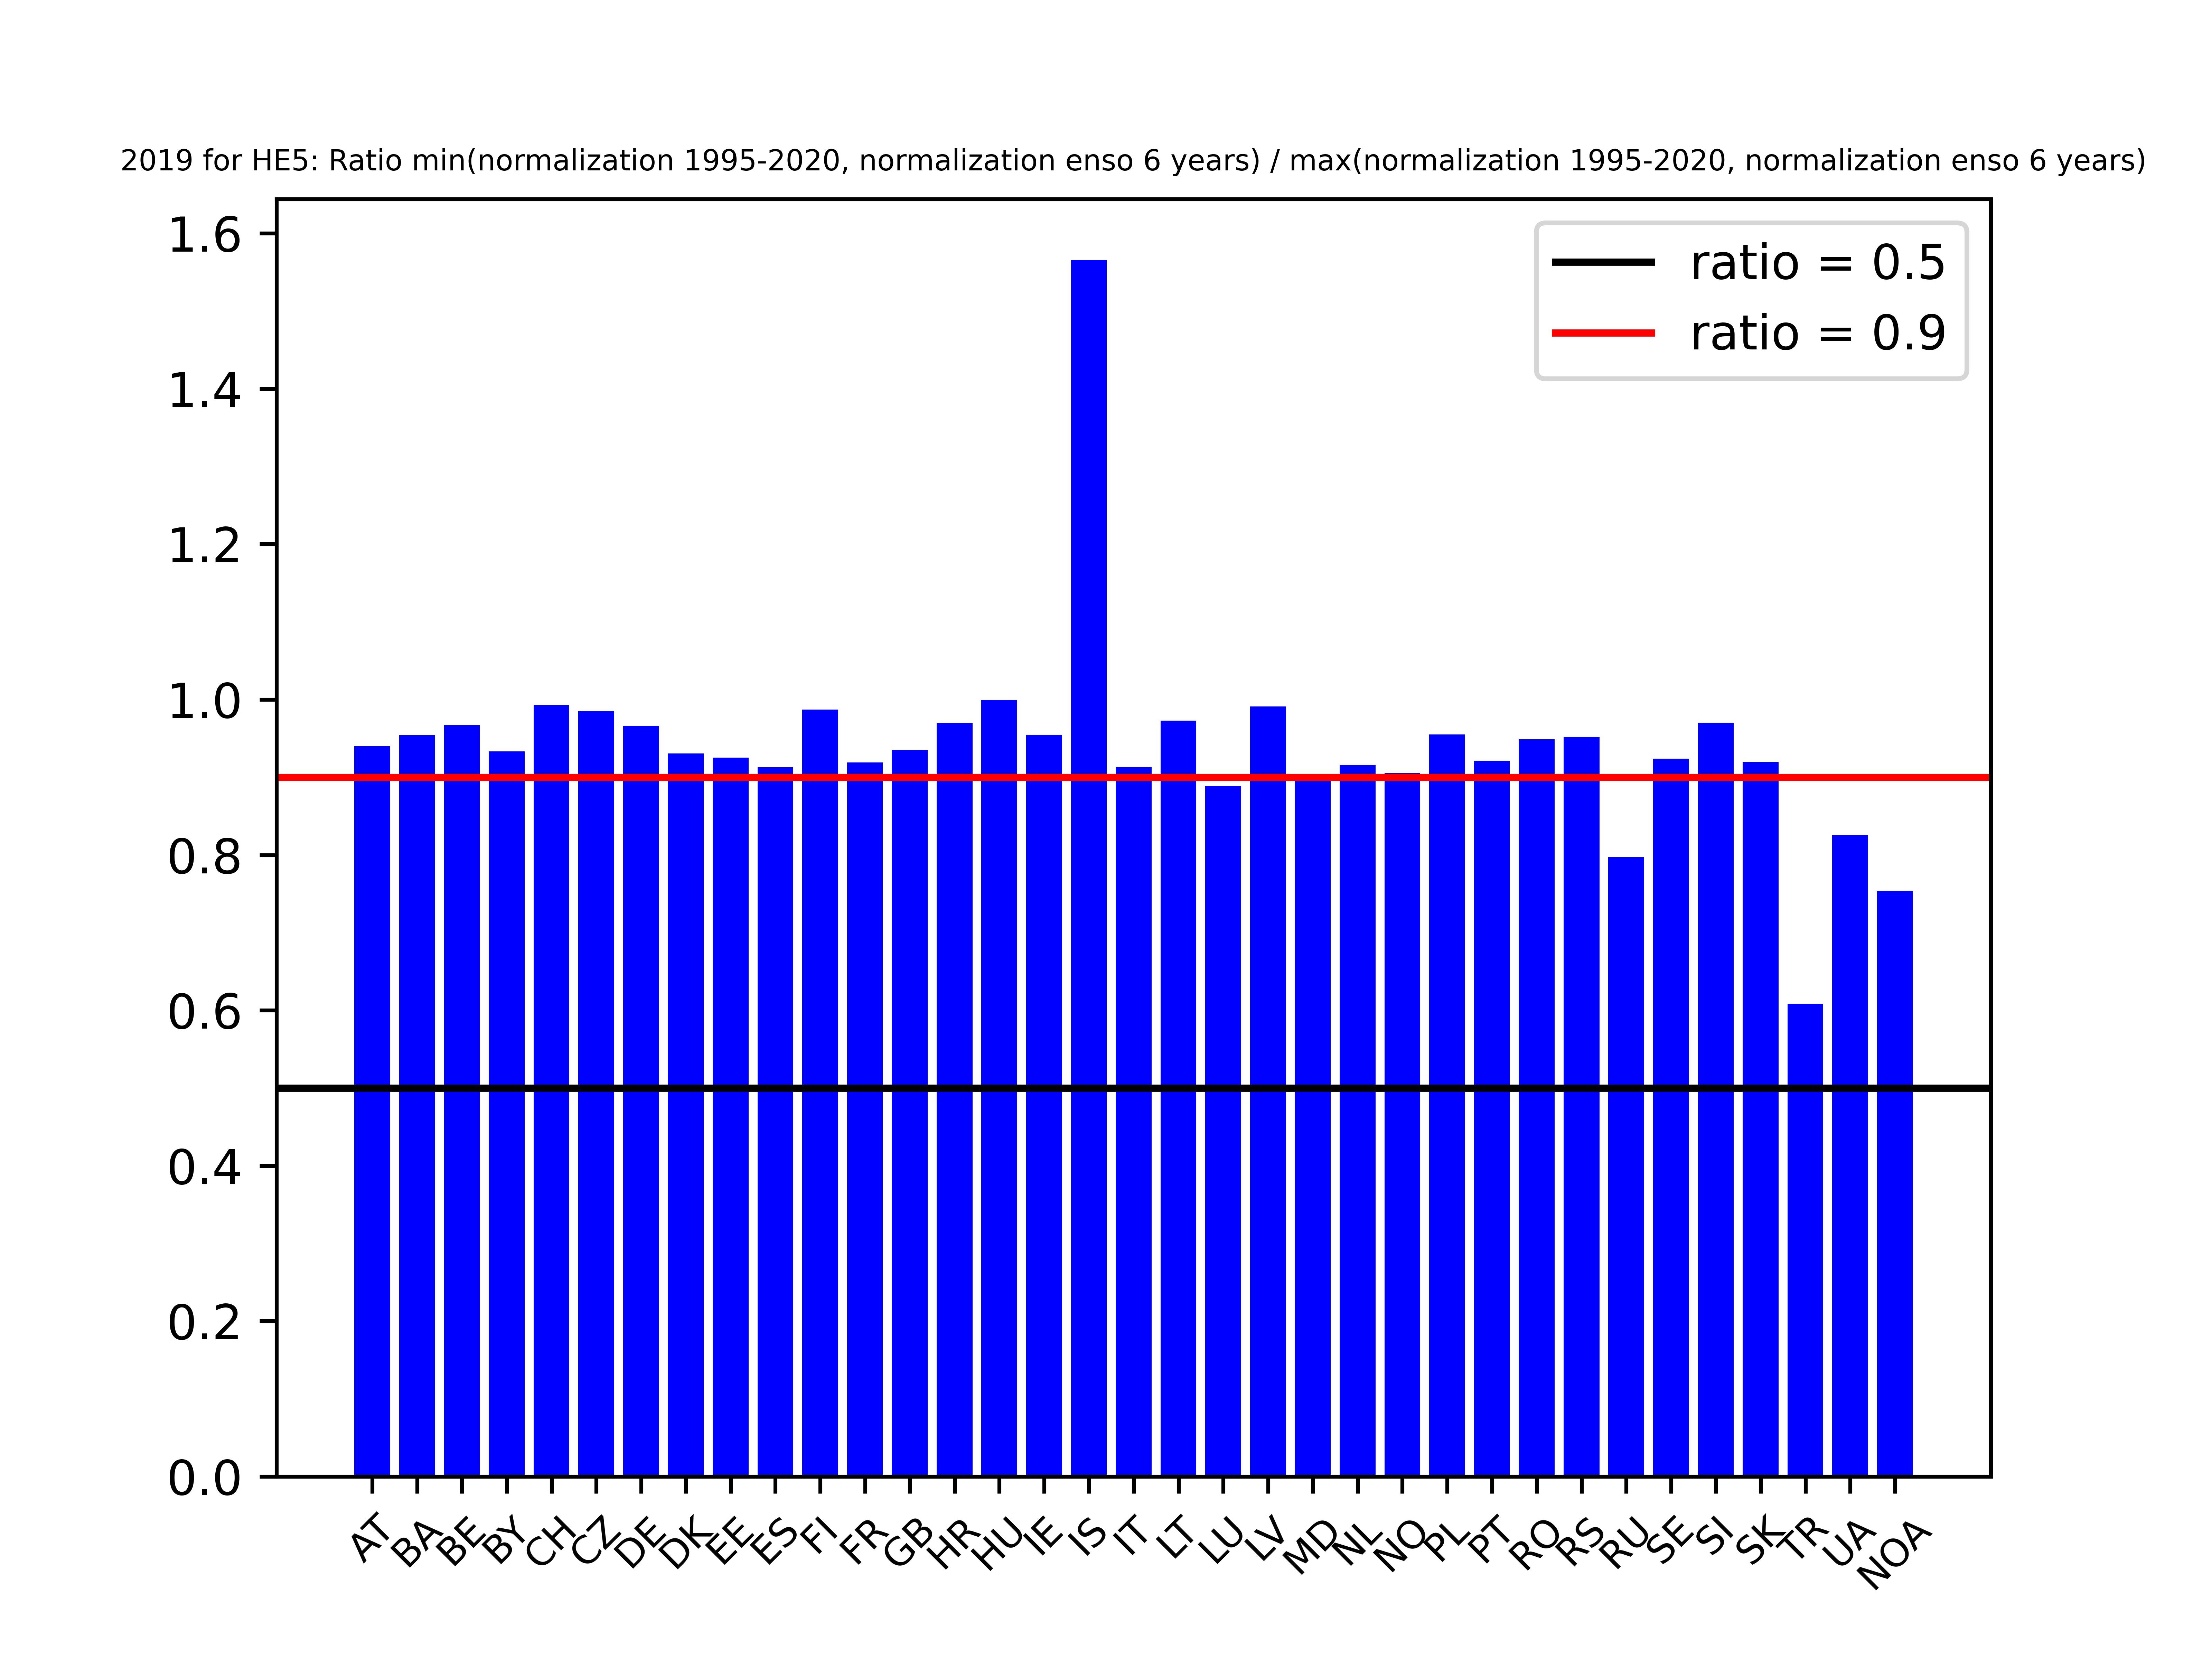 2019 for HE5: Ratio min(normalization 1995-2020, normalization enso 6 years) / max(normalization 1995-2020, normalization enso 6 years)
ratio = 0.5
ratio = 0.9
1.6
1.4
1.2
1.0
0.8
0.6
0.4
0.2
0.0
AT BA BE BY CH CZ DE DK EE ES FI FR GB HR HU IE IS IT LT LU LV MD NL NO PL PT RO RS RU SE SI SK TR UA NOA